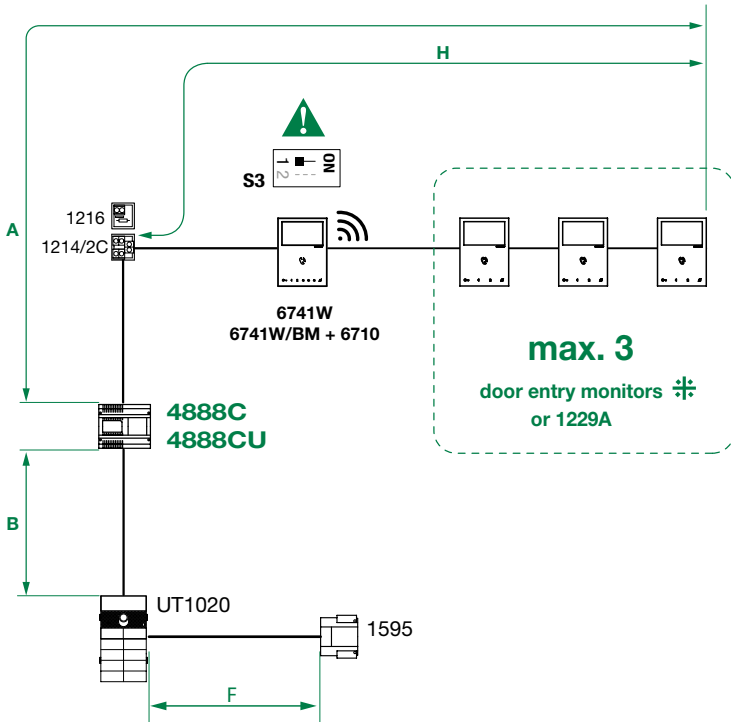 H
S3
ON
1
2
A
1216
1214/2C
6741W
6741W/BM + 6710
max. 3
door entry monitors
or 1229A
4888C
4888CU
B
UT1020
1595
F